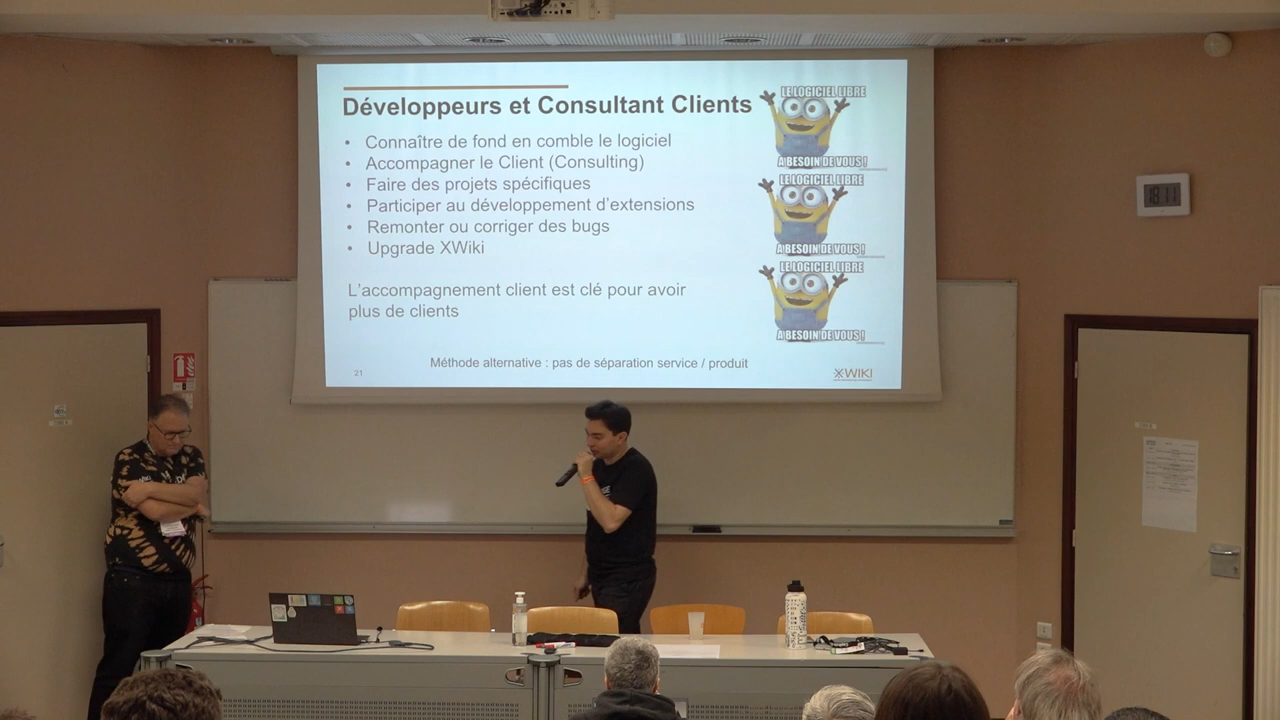 Développeurs et Consultant Clients
• Connaître de fond en comble le logiciel
• Accompagner le Client (Consulting)
• Faire des projets spécifiques
• Participer au développement d'extensions
• Remonter ou corriger des bugs
• Upgrade XWiki
L'accompagnement client est clé pour avoir
plus de clients
Méthode alternative : pas de séparation service / produit
21
XWIKI
LE LOGICIEL LIBRE
A BESOIN DE VOUS !
LE LOGICIEL LIBRE
A BESOIN DE VOUS !
LE LOGICIEL LIBRE
A BESOIN DE VOUS !
18:11